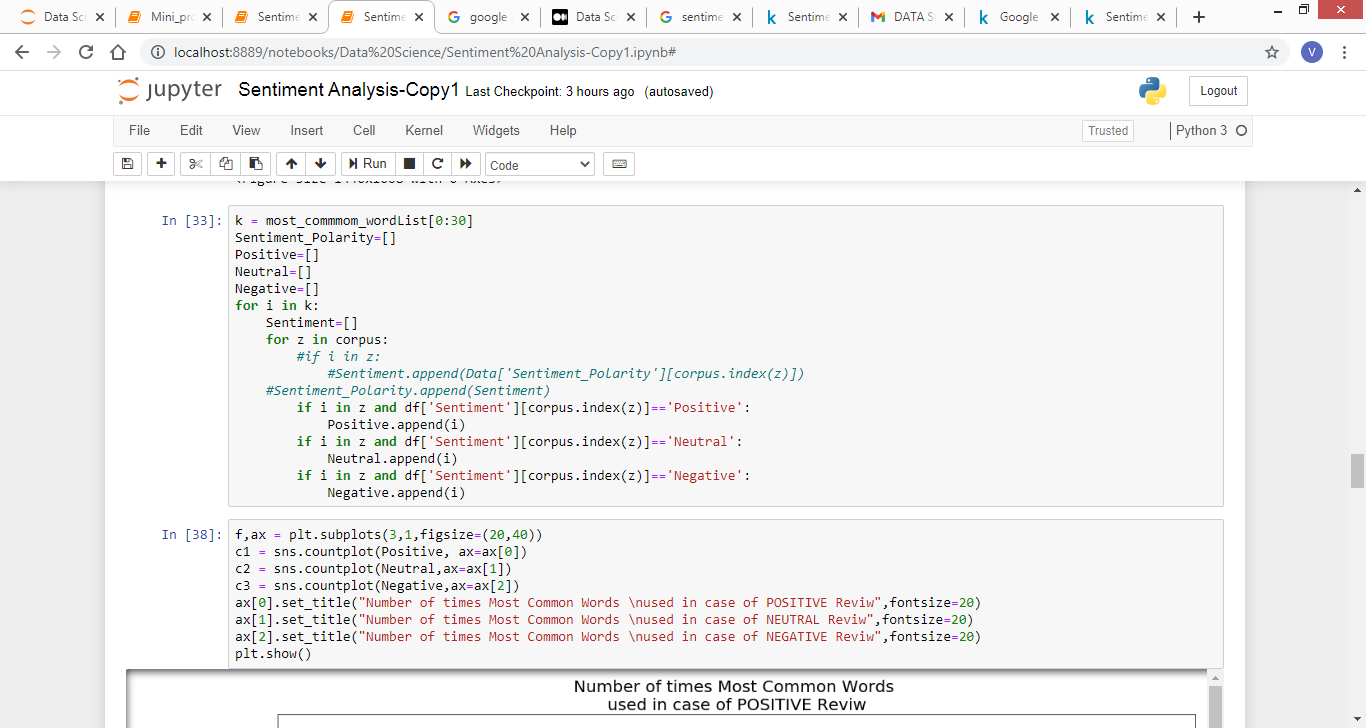 Data Sci
Mini_pro
Sentime
Sentime
google
Data Sc
sentime
Sentime
DATA S
Google
Sentime
localhost:8889/notebooks/Data%20Science/Sentiment%20Analysis-Copy1.ipynb#
V
jupyter Sentiment Analysis-Copy1 Last Checkpoint: 3 hours ago (autosaved)
Logout
File Edit View Insert Cell Kernel Widgets Help
Trusted
Python 3
Run
Code
In [33]:
k = most_commmom_wordList[0:30]
Sentiment_Polarity=[]
Positive=[]
Neutral=[]
Negative=[]
for i in k:
    Sentiment=[]
    for z in corpus:
        #if i in z:
            #Sentiment.append(Data['Sentiment_Polarity'][corpus.index(z)])
    #Sentiment_Polarity.append(Sentiment)
        if i in z and df['Sentiment'][corpus.index(z)]=='Positive':
            Positive.append(i)
        if i in z and df['Sentiment'][corpus.index(z)]=='Neutral':
            Neutral.append(i)
        if i in z and df['Sentiment'][corpus.index(z)]=='Negative':
            Negative.append(i)
In [38]:
f,ax = plt.subplots(3,1,figsize=(20,40))
c1 = sns.countplot(Positive, ax=ax[0])
c2 = sns.countplot(Neutral,ax=ax[1])
c3 = sns.countplot(Negative,ax=ax[2])
ax[0].set_title("Number of times Most Common Words \nused in case of POSITIVE Reviw",fontsize=20)
ax[1].set_title("Number of times Most Common Words \nused in case of NEUTRAL Reviw",fontsize=20)
ax[2].set_title("Number of times Most Common Words \nused in case of NEGATIVE Reviw",fontsize=20)
plt.show()
Number of times Most Common Words
used in case of POSITIVE Reviw